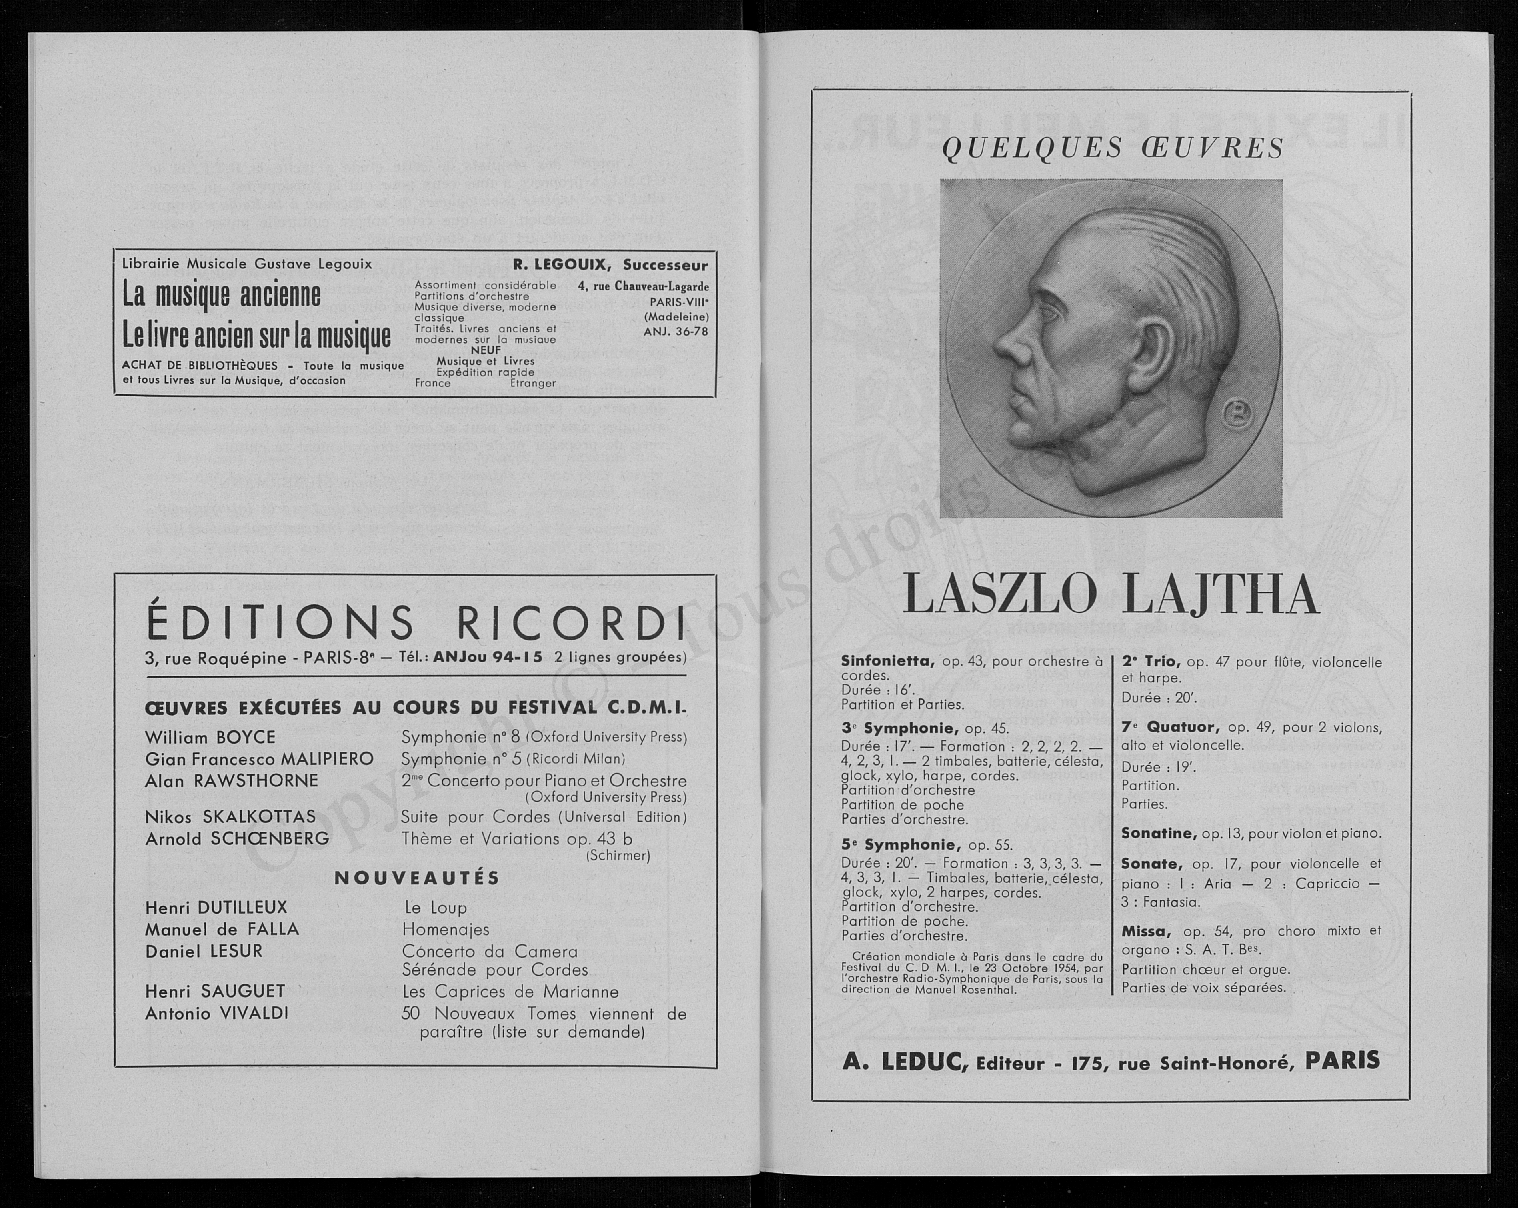 Librairie Musicale Gustave Legouix
R. LEGOUIX, Successeur
La musique ancienne
Le livre ancien sur la musique
ACHAT DE BIBLIOTHÈQUES - Toute la musique
et tous Livres sur la Musique, d'occasion
Assortiment considérable
Partitions d'orchestre
Musique diverse, moderne
classique
Traités. Livres anciens et
modernes sur la musique
NEUF
Musique et Livres
Expédition rapide
France Etranger
4, rue Chauveau-Lagarde
PARIS-VIIIe
(Madeleine)
ANJ. 36-78
ÉDITIONS RICORDI
3, rue Roquépine - PARIS-8e — Tél.: ANJou 94-15 2 lignes groupées)
ŒUVRES EXÉCUTÉES AU COURS DU FESTIVAL C.D.M.I.
William BOYCE Symphonie n° 8 (Oxford University Press)
Gian Francesco MALIPIERO Symphonie n° 5 (Ricordi Milan)
Alan RAWSTHORNE 2me Concerto pour Piano et Orchestre
(Oxford University Press)
Nikos SKALKOTTAS Suite pour Cordes (Universal Edition)
Arnold SCHŒNBERG Thème et Variations op. 43 b
(Schirmer)
NOUVEAUTÉS
Henri DUTILLEUX Le Loup
Manuel de FALLA Homenajes
Daniel LESUR Cóncerto da Camera
Sérénade pour Cordes
Henri SAUGUET Les Caprices de Marianne
Antonio VIVALDI 50 Nouveaux Tomes viennent de
paraître (liste sur demande)
QUELQUES ŒUVRES
LASZLO LAJTHA
Sinfonietta, op. 43, pour orchestre à
cordes.
Durée : 16'.
Partition et Parties.
3e Symphonie, op. 45.
Durée : 17'. — Formation : 2, 2, 2, 2. —
4, 2, 3, 1. — 2 timbales, batterie, célesta,
glock, xylo, harpe, cordes.
Partition d'orchestre
Partition de poche
Parties d'orchestre.
5e Symphonie, op. 55.
Durée : 20'. — Formation : 3, 3, 3, 3. —
4, 3, 3, 1. — Timbales, batterie, célesta,
glock, xylo, 2 harpes, cordes.
Partition d'orchestre.
Partition de poche.
Parties d'orchestre.
Création mondiale à Paris dans le cadre du
Festival du C. D M. I., le 23 Octobre 1954, par
l'orchestre Radio-Symphonique de Paris, sous la
direction de Manuel Rosenthal.
2e Trio, op. 47 pour flûte, violoncelle
et harpe.
Durée : 20'.
7e Quatuor, op. 49, pour 2 violons,
alto et violoncelle.
Durée : 19'.
Partition.
Parties.
Sonatine, op. 13, pour violon et piano.
Sonate, op. 17, pour violoncelle et
piano : 1 : Aria — 2 : Capriccio —
3 : Fantasia.
Missa, op. 54, pro choro mixto et
organo : S. A. T. Bes.
Partition chœur et orgue.
Parties de voix séparées.
A. LEDUC, Editeur - 175, rue Saint-Honoré, PARIS
Copyright © - Tous droits